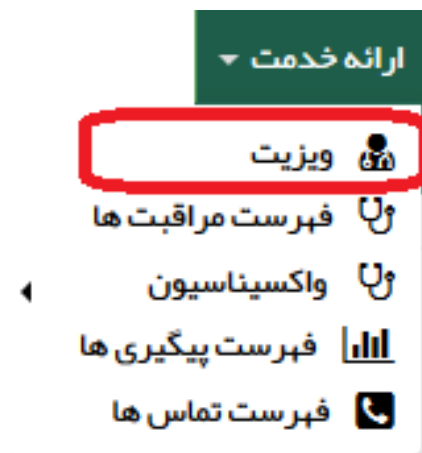 ارائه خدمت
ویزیت
فهرست مراقبت ها
واکسیناسیون
فهرست پیگیری ها
فهرست تماس ها